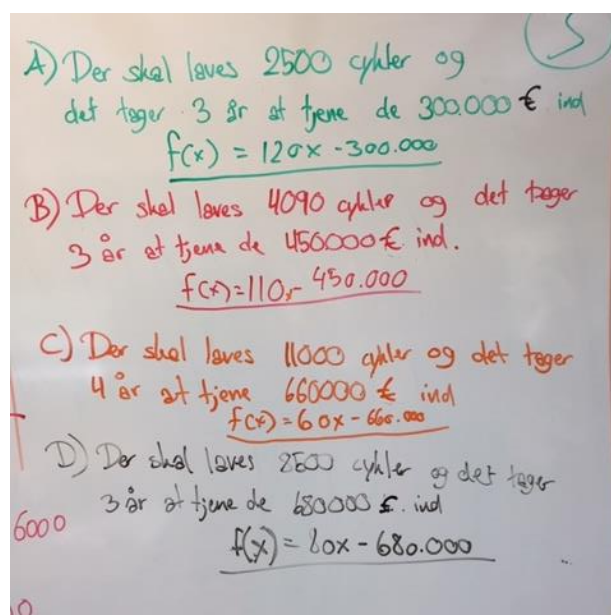 A) Der skal laves 2500 cykler og
det tager 3 år at tjene de 300.000 € ind
f(x) = 120x - 300.000
B) Der skal laves 4090 cykler og det tager
3 år at tjene de 450000 € ind.
f(x)=110,- 450.000
C) Der skal laves 11000 cykler og det tager
4 år at tjene 660000 € ind
f(x)=60x - 660.000
D) Der skal laves 2500 cykler og det tager
3 år at tjene de 680000 €. ind
6000
f(x) = 80x - 680.000